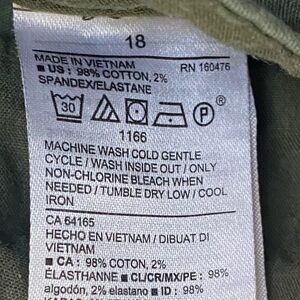 18
MADE IN VIETNAM RN 160476
■ US : 98% COTTON, 2%
SPANDEX/ELASTANE
30 P
1166
MACHINE WASH COLD GENTLE
CYCLE / WASH INSIDE OUT / ONLY
NON-CHLORINE BLEACH WHEN
NEEDED / TUMBLE DRY LOW / COOL
IRON
CA 64165
HECHO EN VIETNAM / DIBUAT DI
VIETNAM
■ CA : 98% COTTON, 2%
ÉLASTHANNE ■ CL/CR/MX/PE : 98%
algodón, 2% elastano ■ ID : 98%